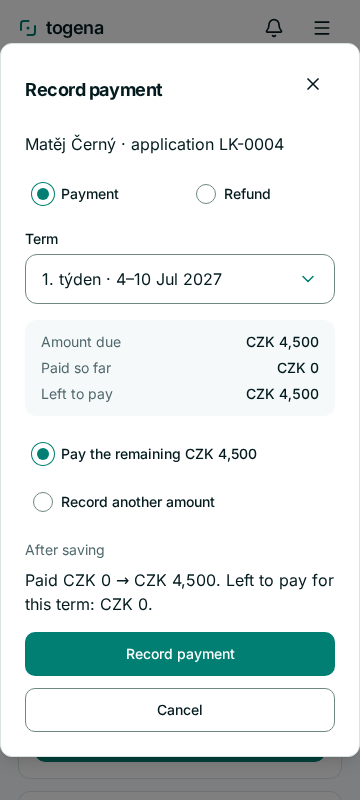 togena
Record payment
Matěj Černý · application LK-0004
Payment
Refund
Term
1. týden · 4–10 Jul 2027
Amount due CZK 4,500
Paid so far CZK 0
Left to pay CZK 4,500
Pay the remaining CZK 4,500
Record another amount
After saving
Paid CZK 0 → CZK 4,500. Left to pay for
this term: CZK 0.
Record payment
Cancel